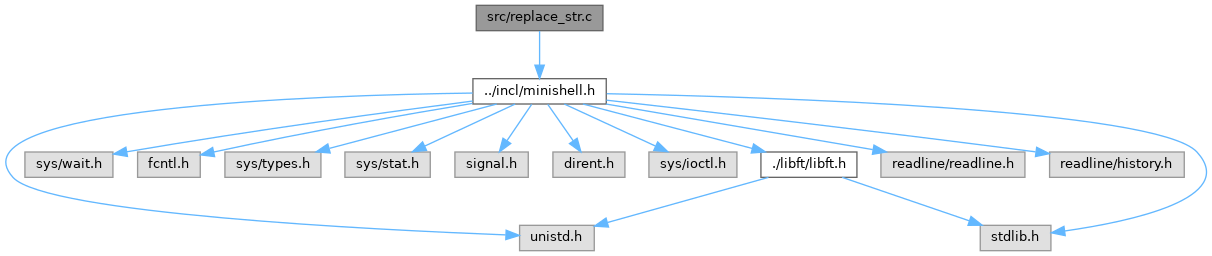 src/replace_str.c
../incl/minishell.h
sys/wait.h
fcntl.h
sys/types.h
sys/stat.h
signal.h
dirent.h
sys/ioctl.h
./libft/libft.h
readline/readline.h
readline/history.h
unistd.h
stdlib.h